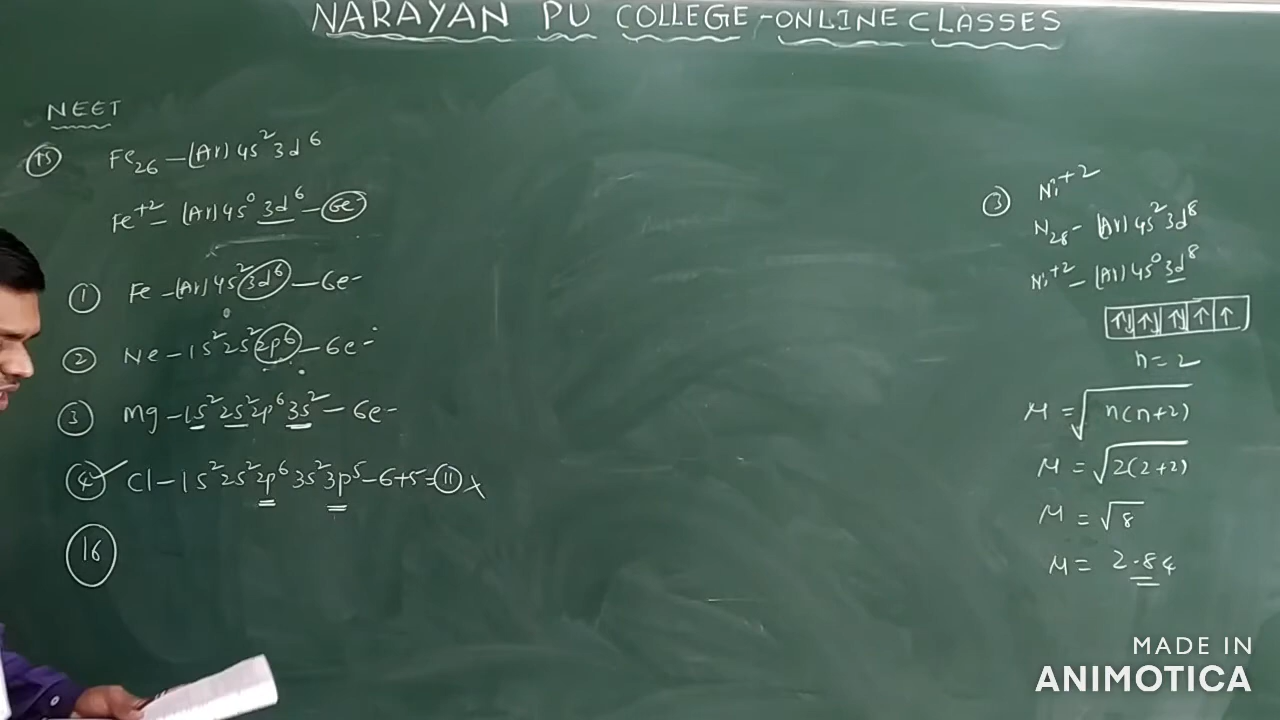 NARAYAN PU COLLEGE-ONLINE CLASSES
NEET
15 Fe₂₆ - [Ar] 4s² 3d⁶
Fe⁺² - [Ar] 4s⁰ 3d⁶ - 6e⁻
1 Fe - [Ar] 4s² 3d⁶ - 6e⁻
2 Ne - 1s² 2s² 2p⁶ - 6e⁻
3 Mg - 1s² 2s² 2p⁶ 3s² - 6e⁻
4 ✓ Cl - 1s² 2s² 2p⁶ 3s² 3p⁵ - 6+5=11 ×
16
3 Ni⁺²
N₂₈ - [Ar] 4s² 3d⁸
Ni⁺² - [Ar] 4s⁰ 3d⁸
↑↓ ↑↓ ↑↓ ↑ ↑
n = 2
μ = √n(n+2)
μ = √2(2+2)
μ = √8
μ = 2.84
MADE IN
ANIMOTICA